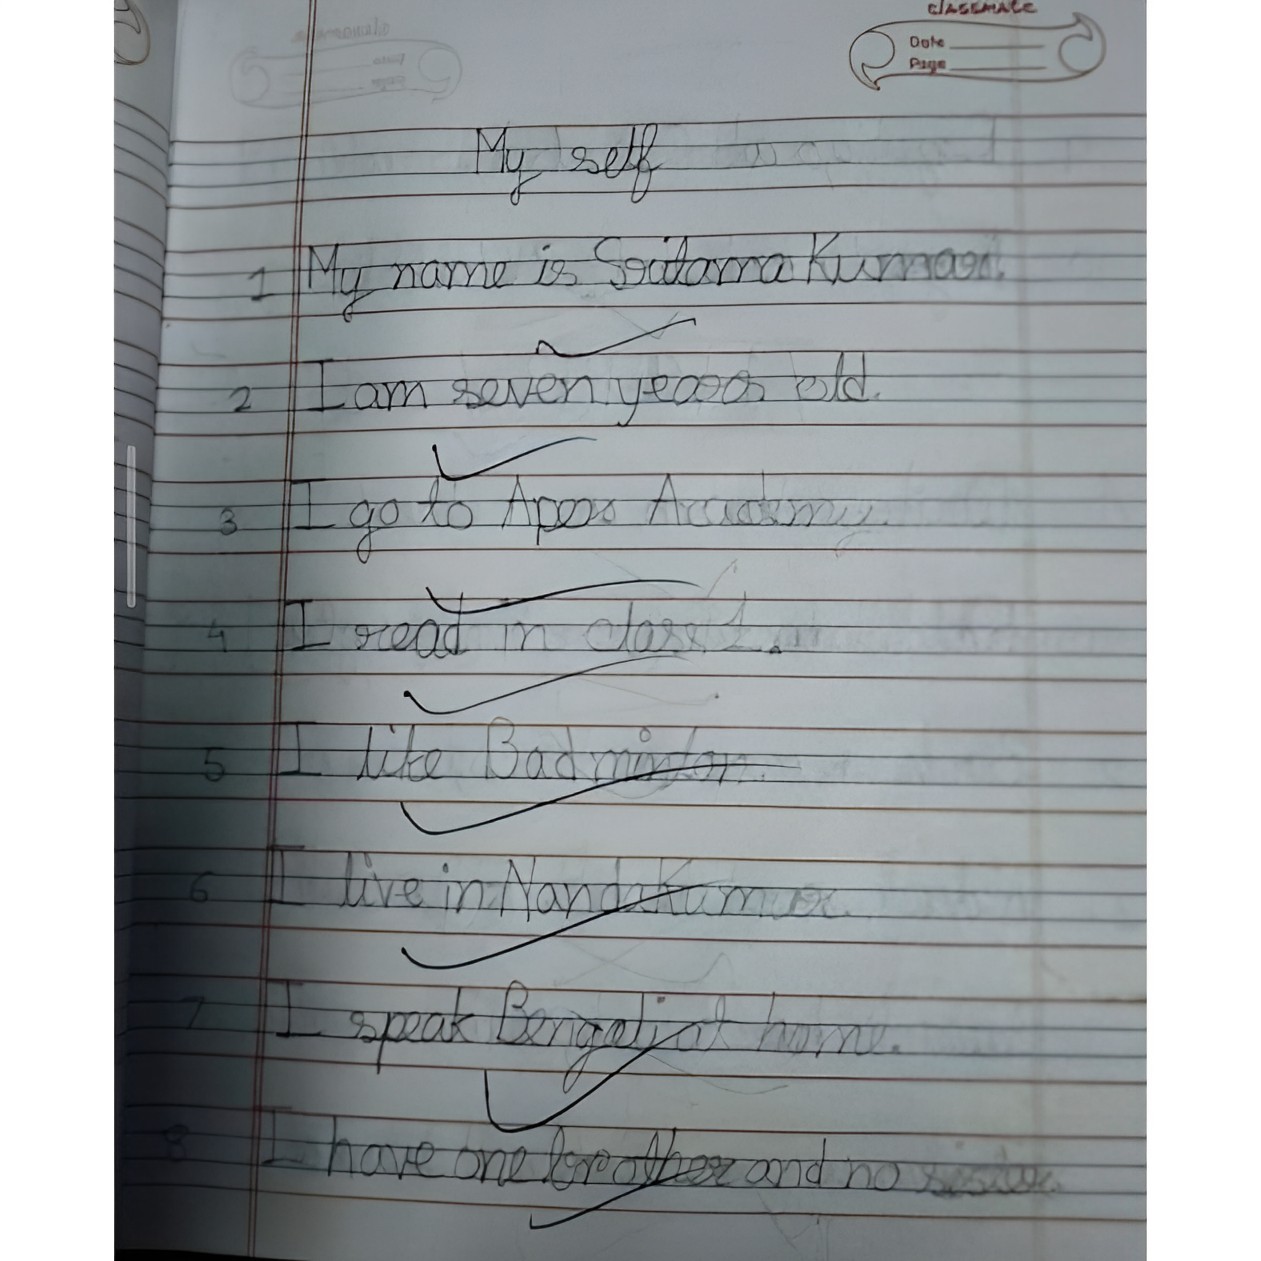 classmate
Date
Page
My self
1 My name is Sritama Kumari.
2 I am seven years old.
3 I go to Apex Academy.
4 I read in class 1.
5 I like Badminton.
6 I live in NandaKumar.
7 I speak Bengali at home.
8 I have one brother and no sister.